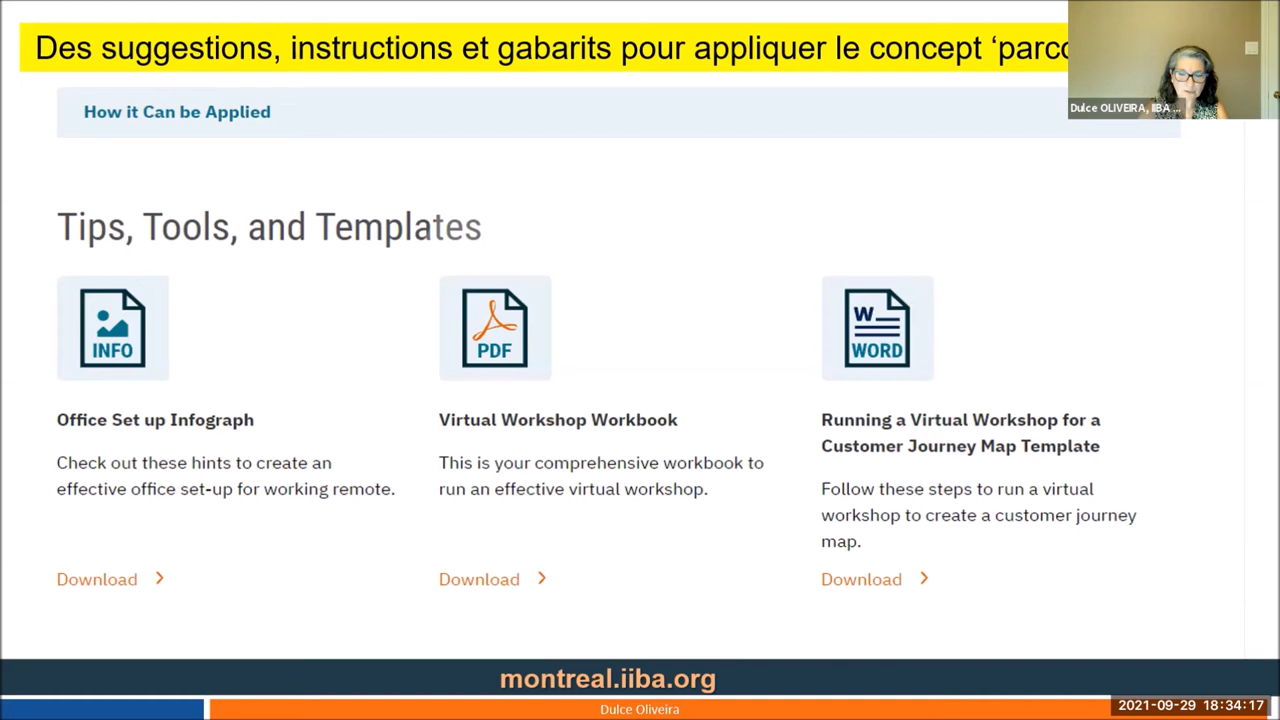 Des suggestions, instructions et gabarits pour appliquer le concept ‘parco
Dulce OLIVEIRA, IIBA ...
How it Can be Applied
Tips, Tools, and Templates
INFO
PDF
W
WORD
Office Set up Infograph
Check out these hints to create an
effective office set-up for working remote.
Download
Virtual Workshop Workbook
This is your comprehensive workbook to
run an effective virtual workshop.
Download
Running a Virtual Workshop for a
Customer Journey Map Template
Follow these steps to run a virtual
workshop to create a customer journey
map.
Download
montreal.iiba.org
Dulce Oliveira
2021-09-29 18:34:17